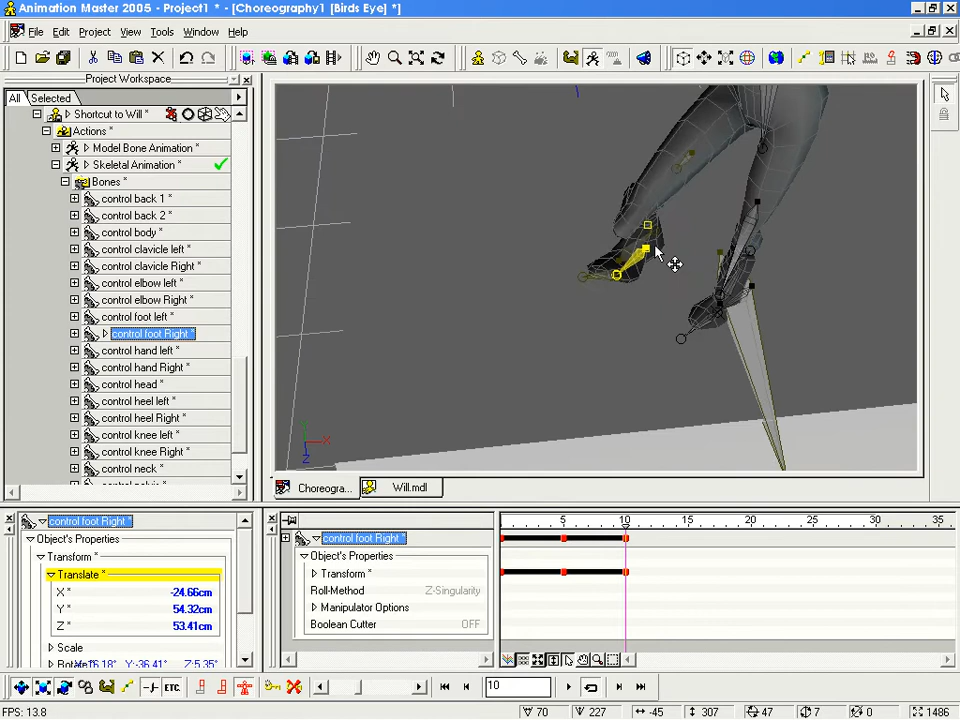 Animation Master 2005 - Project1 * - [Choreography1 [Birds Eye] *]
File Edit Project View Tools Window Help
Project Workspace
All Selected
Shortcut to Will *
Actions *
Model Bone Animation *
Skeletal Animation *
Bones *
control back 1 *
control back 2 *
control body *
control clavicle left *
control clavicle Right *
control elbow left *
control elbow Right *
control foot left *
control foot Right *
control hand left *
control hand Right *
control head *
control heel left *
control heel Right *
control knee left *
control knee Right *
control neck *
X
Z
Choreogra... Will.mdl
control foot Right *
Object's Properties
Transform *
Translate *
X * -24.66cm
Y * 54.32cm
Z * 53.41cm
Scale
control foot Right *
Object's Properties
Transform *
Roll-Method Z-Singularity
Manipulator Options
Boolean Cutter OFF
5 10 15 20 25 30 35
ETC. 10
FPS: 13.8 70 227 -45 307 47 7 0 1486